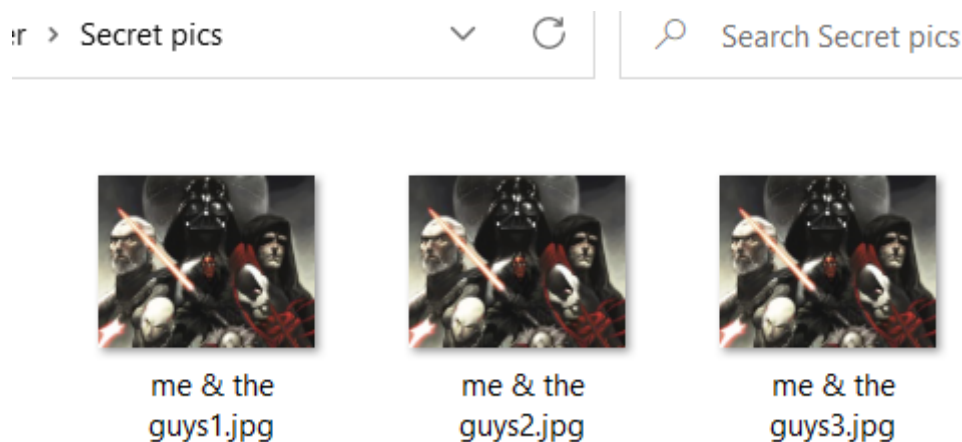 er > Secret pics
Search Secret pics
me & the guys1.jpg
me & the guys2.jpg
me & the guys3.jpg